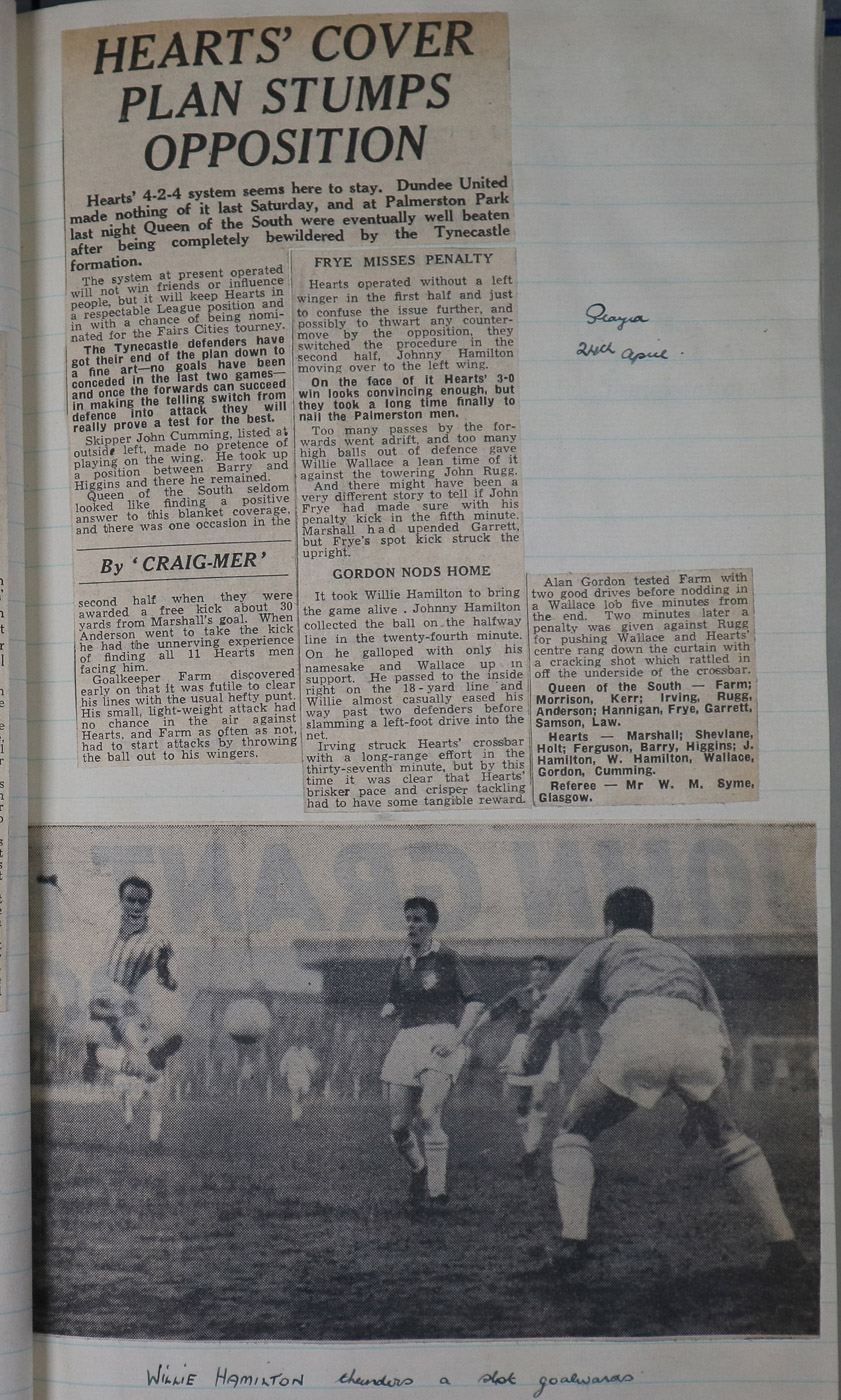 HEARTS' COVER
PLAN STUMPS
OPPOSITION
Hearts' 4-2-4 system seems here to stay. Dundee United
made nothing of it last Saturday, and at Palmerston Park
last night Queen of the South were eventually well beaten
after being completely bewildered by the Tynecastle
formation.
The system at present operated
will not win friends or influence
people, but it will keep Hearts in
a respectable League position and
in with a chance of being nomi-
nated for the Fairs Cities tourney.
The Tynecastle defenders have
got their end of the plan down to
a fine art—no goals have been
conceded in the last two games—
and once the forwards can succeed
in making the telling switch from
defence into attack they will
really prove a test for the best.
Skipper John Cumming, listed at
outside left, made no pretence of
playing on the wing. He took up
a position between Barry and
Higgins and there he remained.
Queen of the South seldom
looked like finding a positive
answer to this blanket coverage,
and there was one occasion in the
By 'CRAIG-MER'
second half when they were
awarded a free kick about 30
yards from Marshall's goal. When
Anderson went to take the kick
he had the unnerving experience
of finding all 11 Hearts men
facing him.
Goalkeeper Farm discovered
early on that it was futile to clear
his lines with the usual hefty punt.
His small, light-weight attack had
no chance in the air against
Hearts, and Farm as often as not,
had to start attacks by throwing
the ball out to his wingers.
FRYE MISSES PENALTY
Hearts operated without a left
winger in the first half and just
to confuse the issue further, and
possibly to thwart any counter-
move by the opposition, they
switched the procedure in the
second half, Johnny Hamilton
moving over to the left wing.
On the face of it Hearts' 3-0
win looks convincing enough, but
they took a long time finally to
nail the Palmerston men.
Too many passes by the for-
wards went adrift, and too many
high balls out of defence gave
Willie Wallace a lean time of it
against the towering John Rugg.
And there might have been a
very different story to tell if John
Frye had made sure with his
penalty kick in the fifth minute.
Marshall had upended Garrett,
but Frye's spot kick struck the
upright.
GORDON NODS HOME
It took Willie Hamilton to bring
the game alive. Johnny Hamilton
collected the ball on the halfway
line in the twenty-fourth minute.
On he galloped with only his
namesake and Wallace up in
support. He passed to the inside
right on the 18-yard line and
Willie almost casually eased his
way past two defenders before
slamming a left-foot drive into the
net.
Irving struck Hearts' crossbar
with a long-range effort in the
thirty-seventh minute, but by this
time it was clear that Hearts'
brisker pace and crisper tackling
had to have some tangible reward.
Alan Gordon tested Farm with
two good drives before nodding in
a Wallace lob five minutes from
the end. Two minutes later a
penalty was given against Rugg
for pushing Wallace and Hearts'
centre rang down the curtain with
a cracking shot which rattled in
off the underside of the crossbar.
Queen of the South — Farm;
Morrison, Kerr; Irving, Rugg,
Anderson; Hannigan, Frye, Garrett,
Samson, Law.
Hearts — Marshall; Shevlane,
Holt; Ferguson, Barry, Higgins; J.
Hamilton, W. Hamilton, Wallace,
Gordon, Cumming.
Referee — Mr W. M. Syme,
Glasgow.
24th April.
WILLIE HAMILTON thunders a shot goalwards